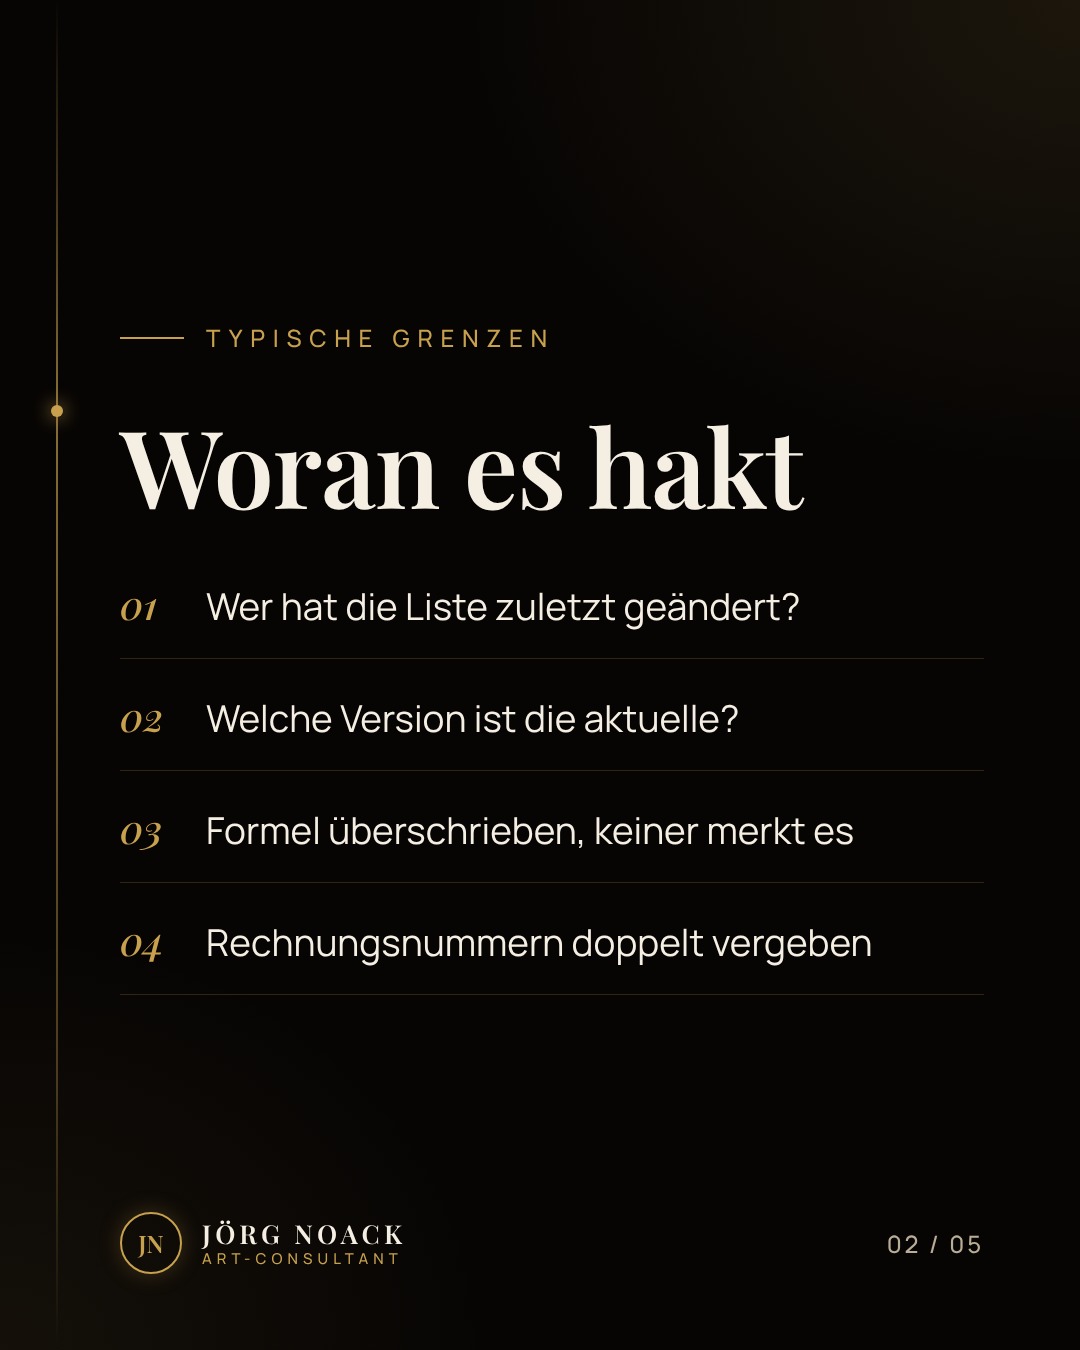 TYPISCHE GRENZEN
Woran es hakt
01 Wer hat die Liste zuletzt geändert?
02 Welche Version ist die aktuelle?
03 Formel überschrieben, keiner merkt es
04 Rechnungsnummern doppelt vergeben
JN
JÖRG NOACK
ART-CONSULTANT
02 / 05